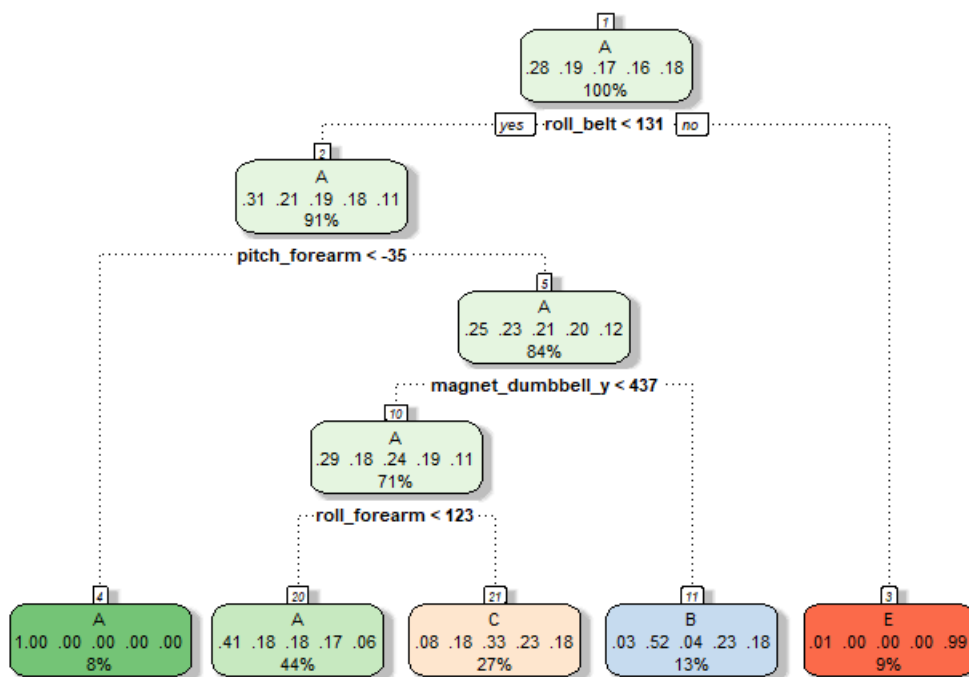 1
A
.28 .19 .17 .16 .18
100%
yes roll_belt < 131 no
2
A
.31 .21 .19 .18 .11
91%
pitch_forearm < -35
5
A
.25 .23 .21 .20 .12
84%
magnet_dumbbell_y < 437
10
A
.29 .18 .24 .19 .11
71%
roll_forearm < 123
4
A
1.00 .00 .00 .00 .00
8%
20
A
.41 .18 .18 .17 .06
44%
21
C
.08 .18 .33 .23 .18
27%
11
B
.03 .52 .04 .23 .18
13%
3
E
.01 .00 .00 .00 .99
9%